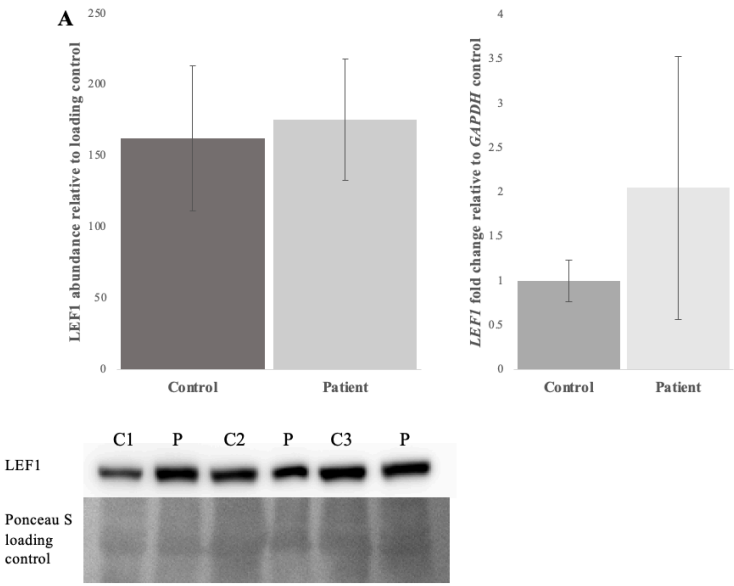 A
LEF1 abundance relative to loading control
250
200
150
100
50
0
Control Patient
LEF1 fold change relative to GAPDH control
4
3.5
3
2.5
2
1.5
1
0.5
0
Control Patient
C1 P C2 P C3 P
LEF1
Ponceau S
loading
control